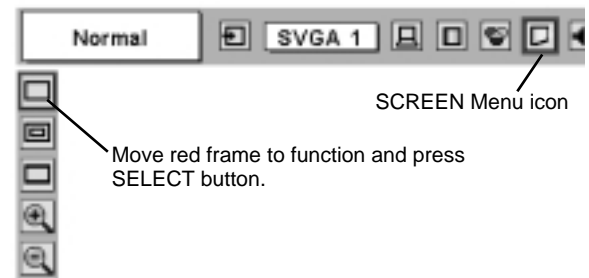 Normal SVGA 1
SCREEN Menu icon
Move red frame to function and press
SELECT button.